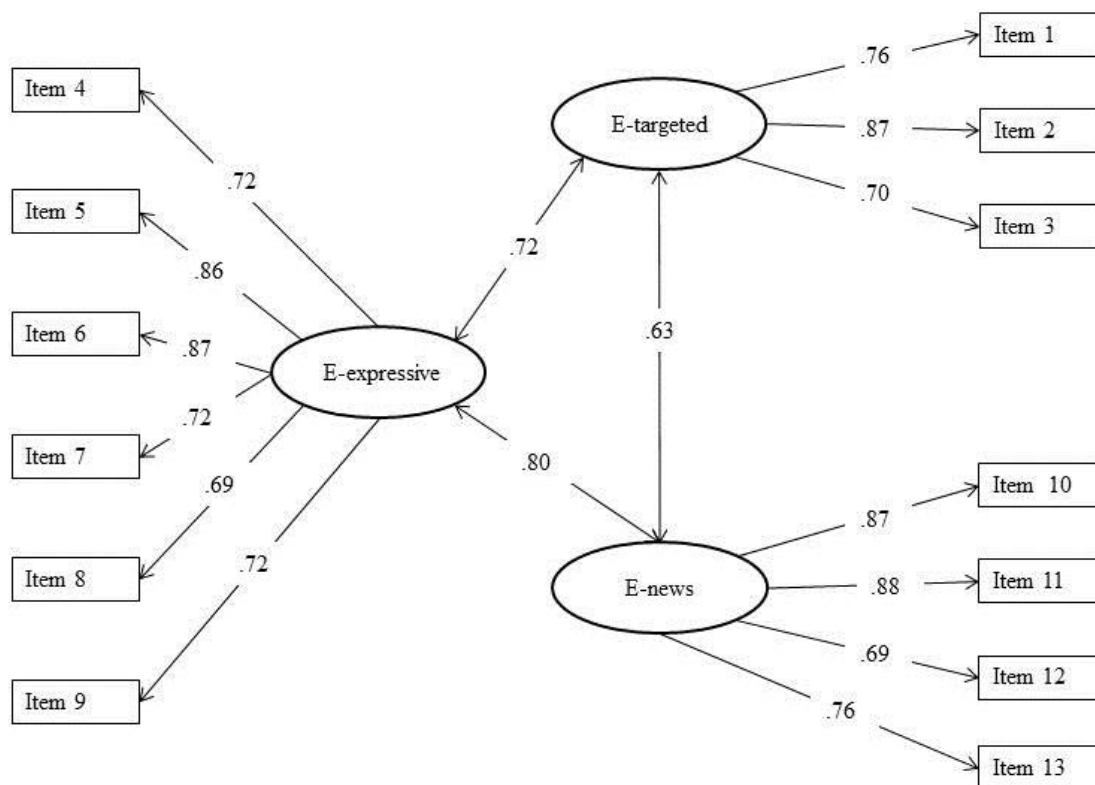 Item 1
.76
Item 4
E-targeted
.87
Item 2
.72
.70
Item 5
Item 3
.72
.86
Item 6
.87
.63
E-expressive
.72
Item 7
.80
.69
Item 10
.87
.72
Item 8
E-news
.88
Item 11
.69
Item 12
Item 9
.76
Item 13